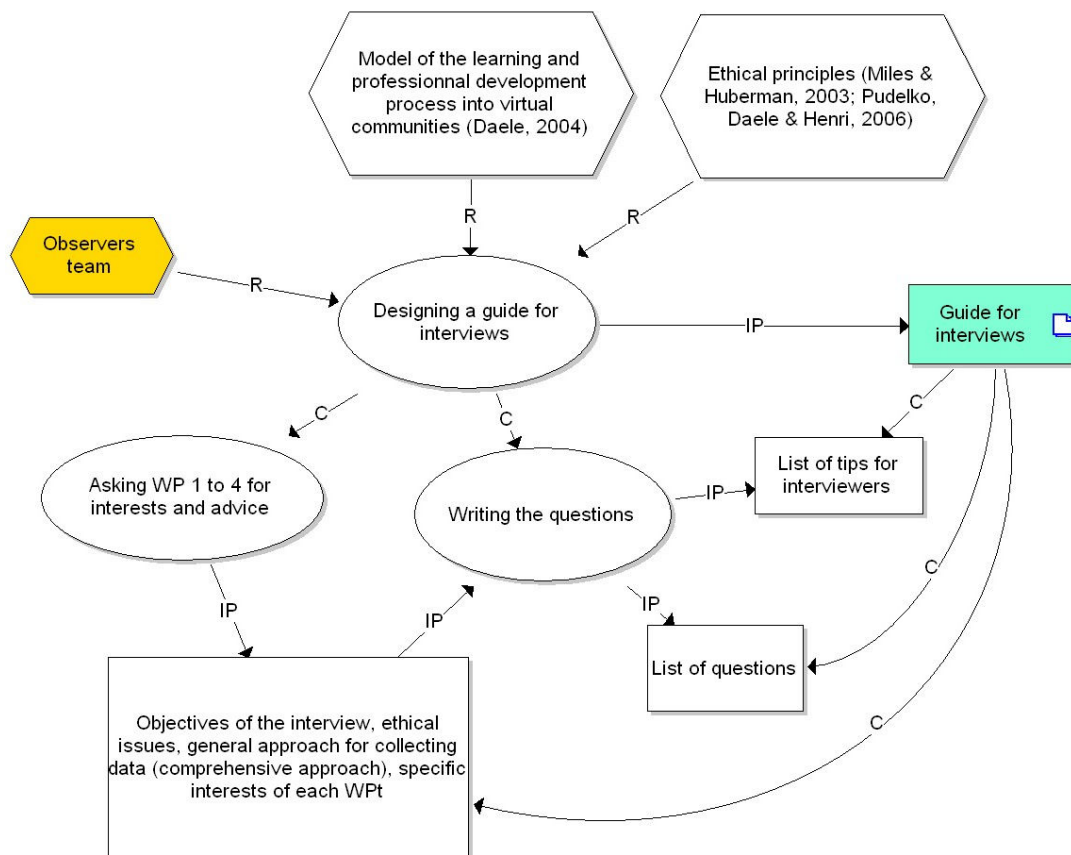 Model of the learning and
professionnal development
process into virtual
communities (Daele, 2004)
Ethical principles (Miles &
Huberman, 2003; Pudelko,
Daele & Henri, 2006)
R
R
Observers
team
R
Designing a guide for
interviews
IP
Guide for
interviews
C
C
C
Asking WP 1 to 4 for
interests and advice
Writing the questions
IP
List of tips for
interviewers
IP
IP
IP
C
List of questions
C
Objectives of the interview, ethical
issues, general approach for collecting
data (comprehensive approach), specific
interests of each WPt